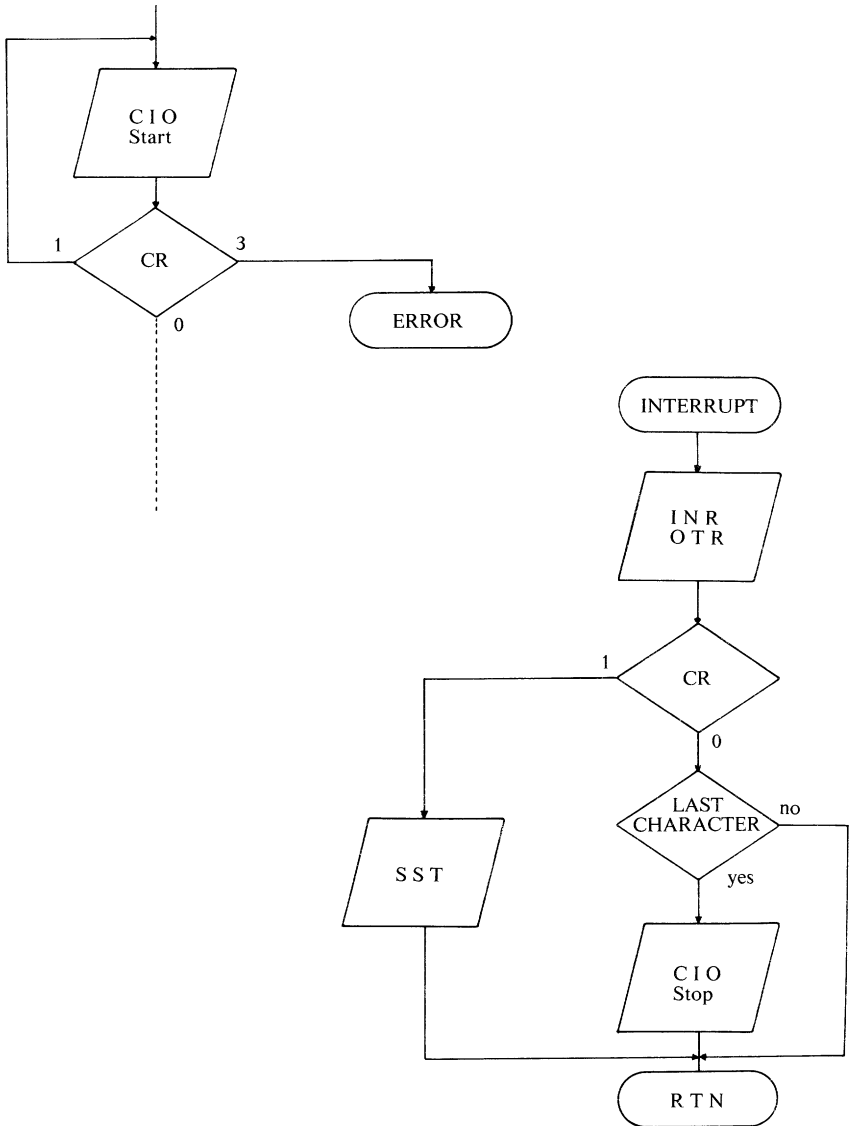 C I O
Start
1
CR
3
0
ERROR
INTERRUPT
I N R
O T R
1
CR
0
LAST
CHARACTER
no
yes
S S T
C I O
Stop
R T N